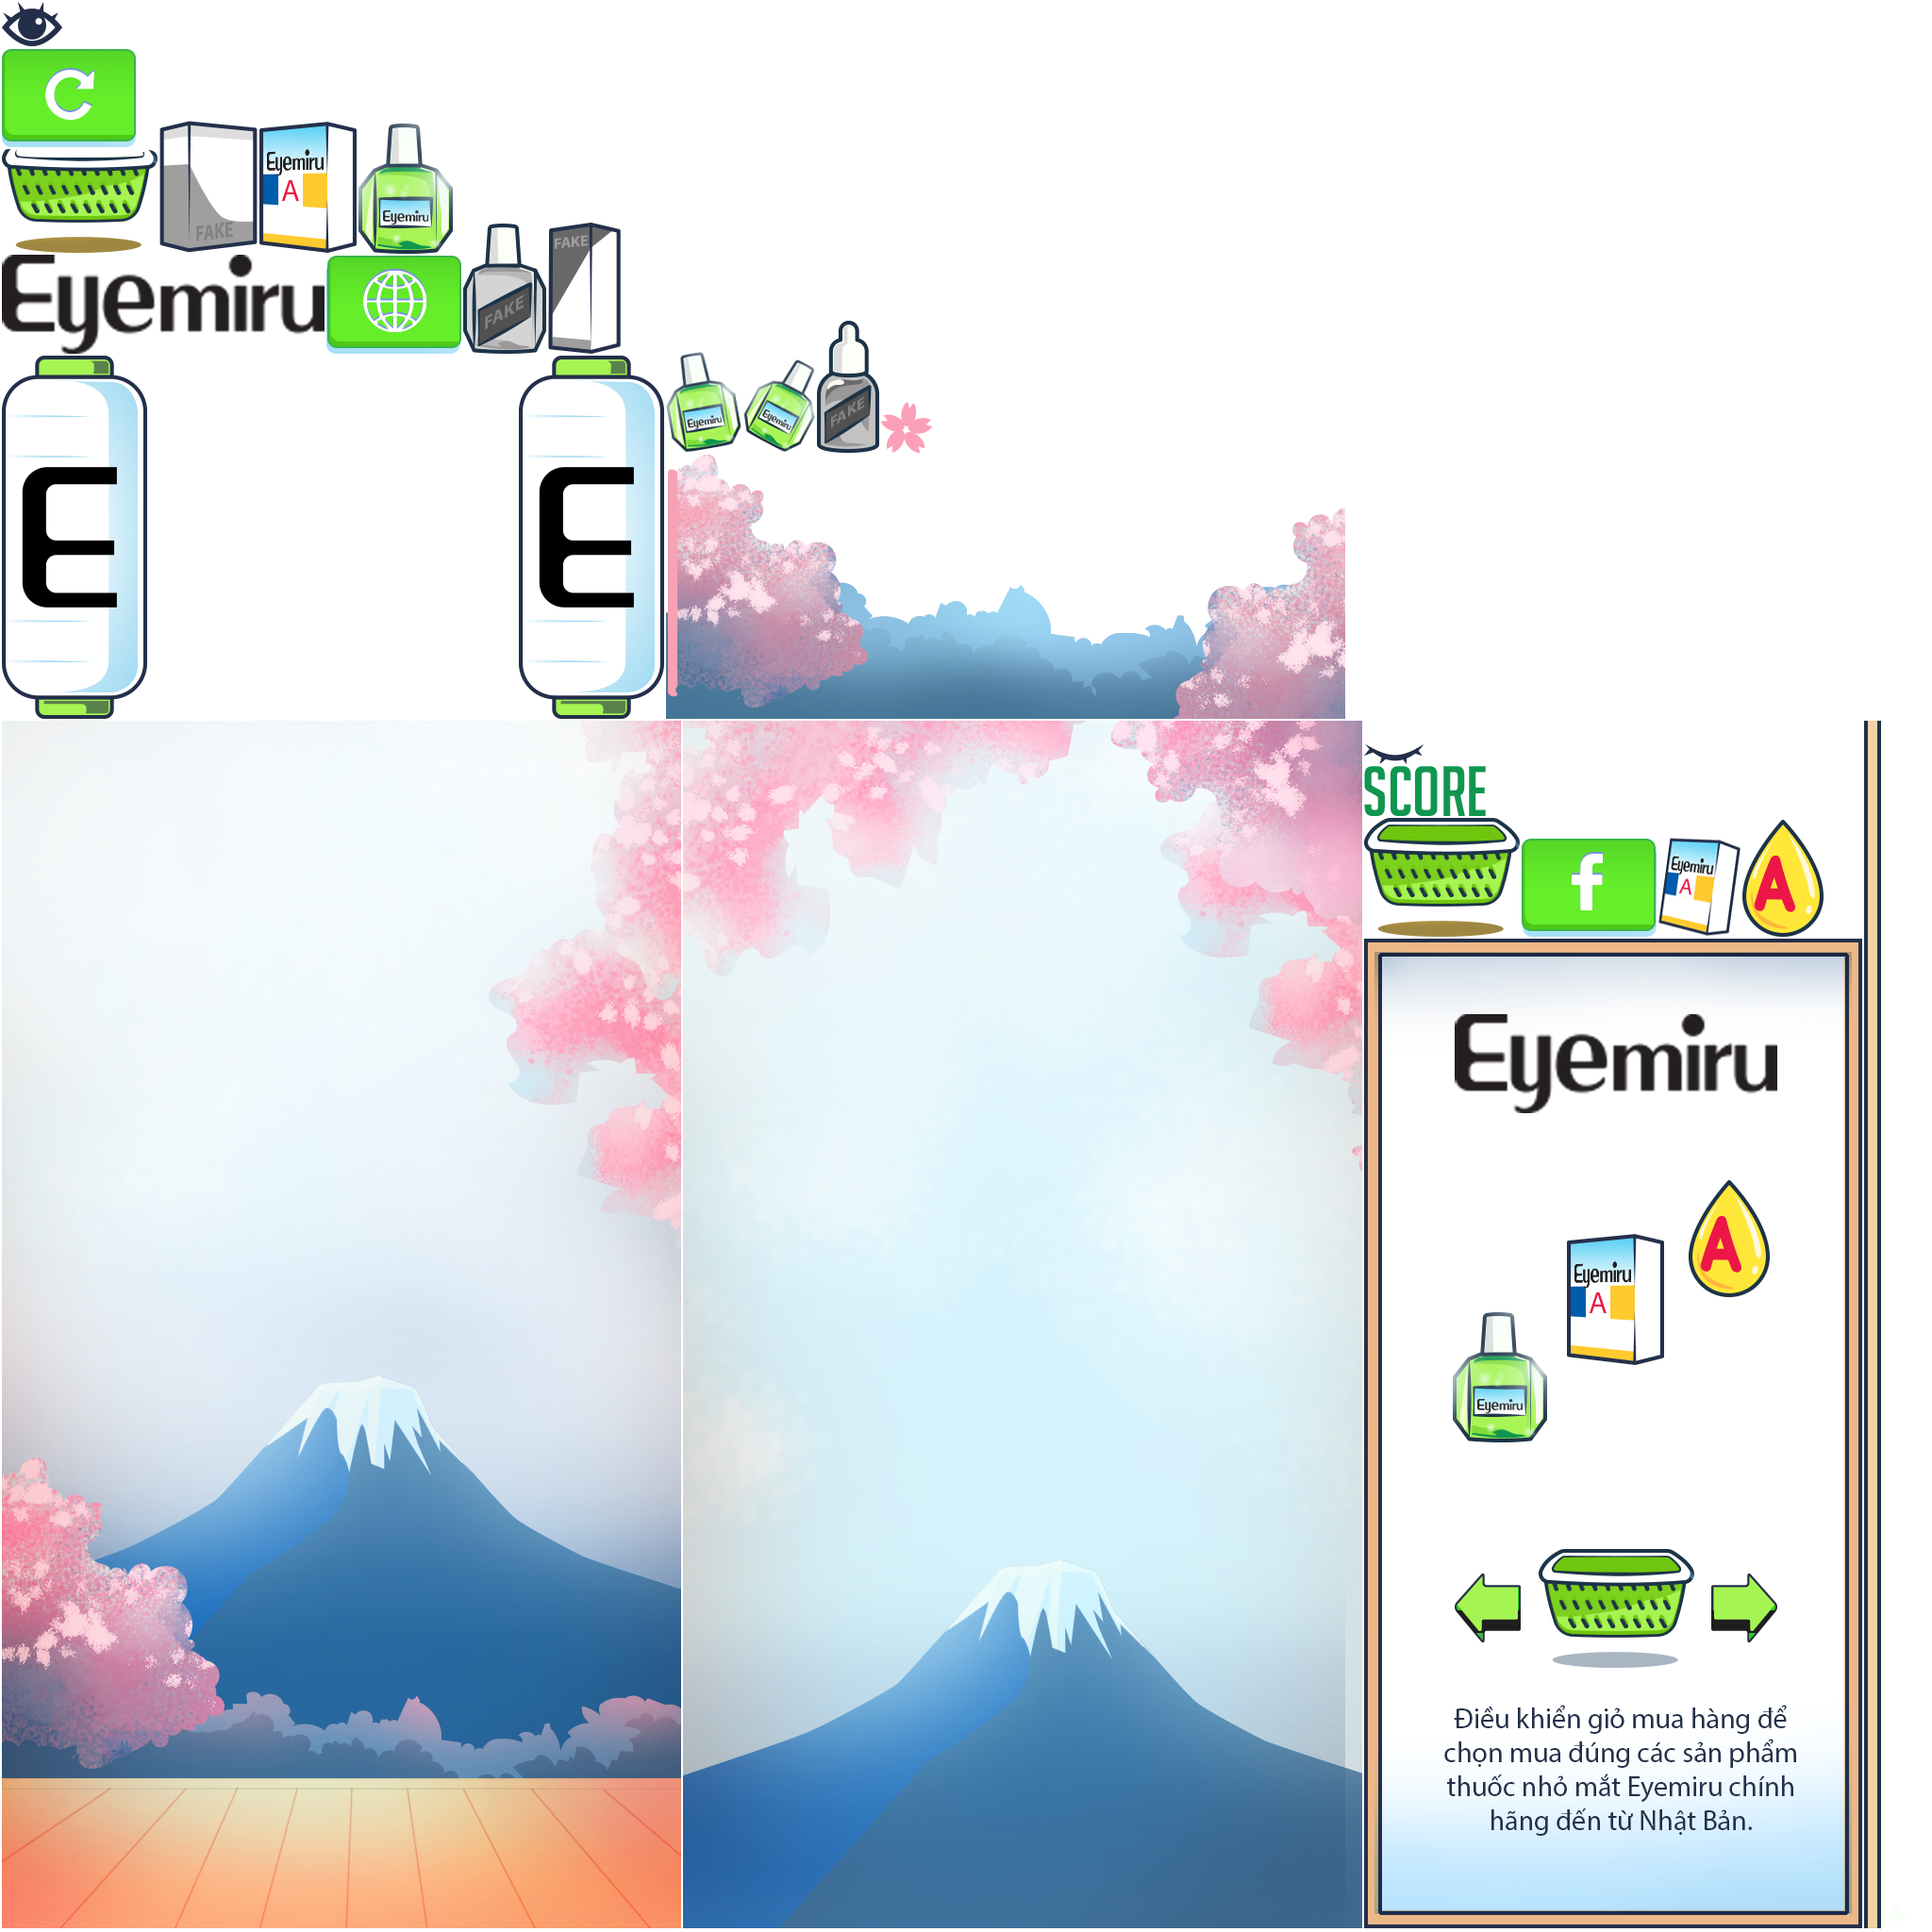 FAKE
Eyemiru
A
Eyemiru
Eyemiru
FAKE
FAKE
E
E
Eyemiru
Eyemiru
FAKE
SCORE
f
Eyemiru
A
A
Eyemiru
A
Eyemiru
A
Eyemiru
Điều khiển giỏ mua hàng để
chọn mua đúng các sản phẩm
thuốc nhỏ mắt Eyemiru chính
hãng đến từ Nhật Bản.